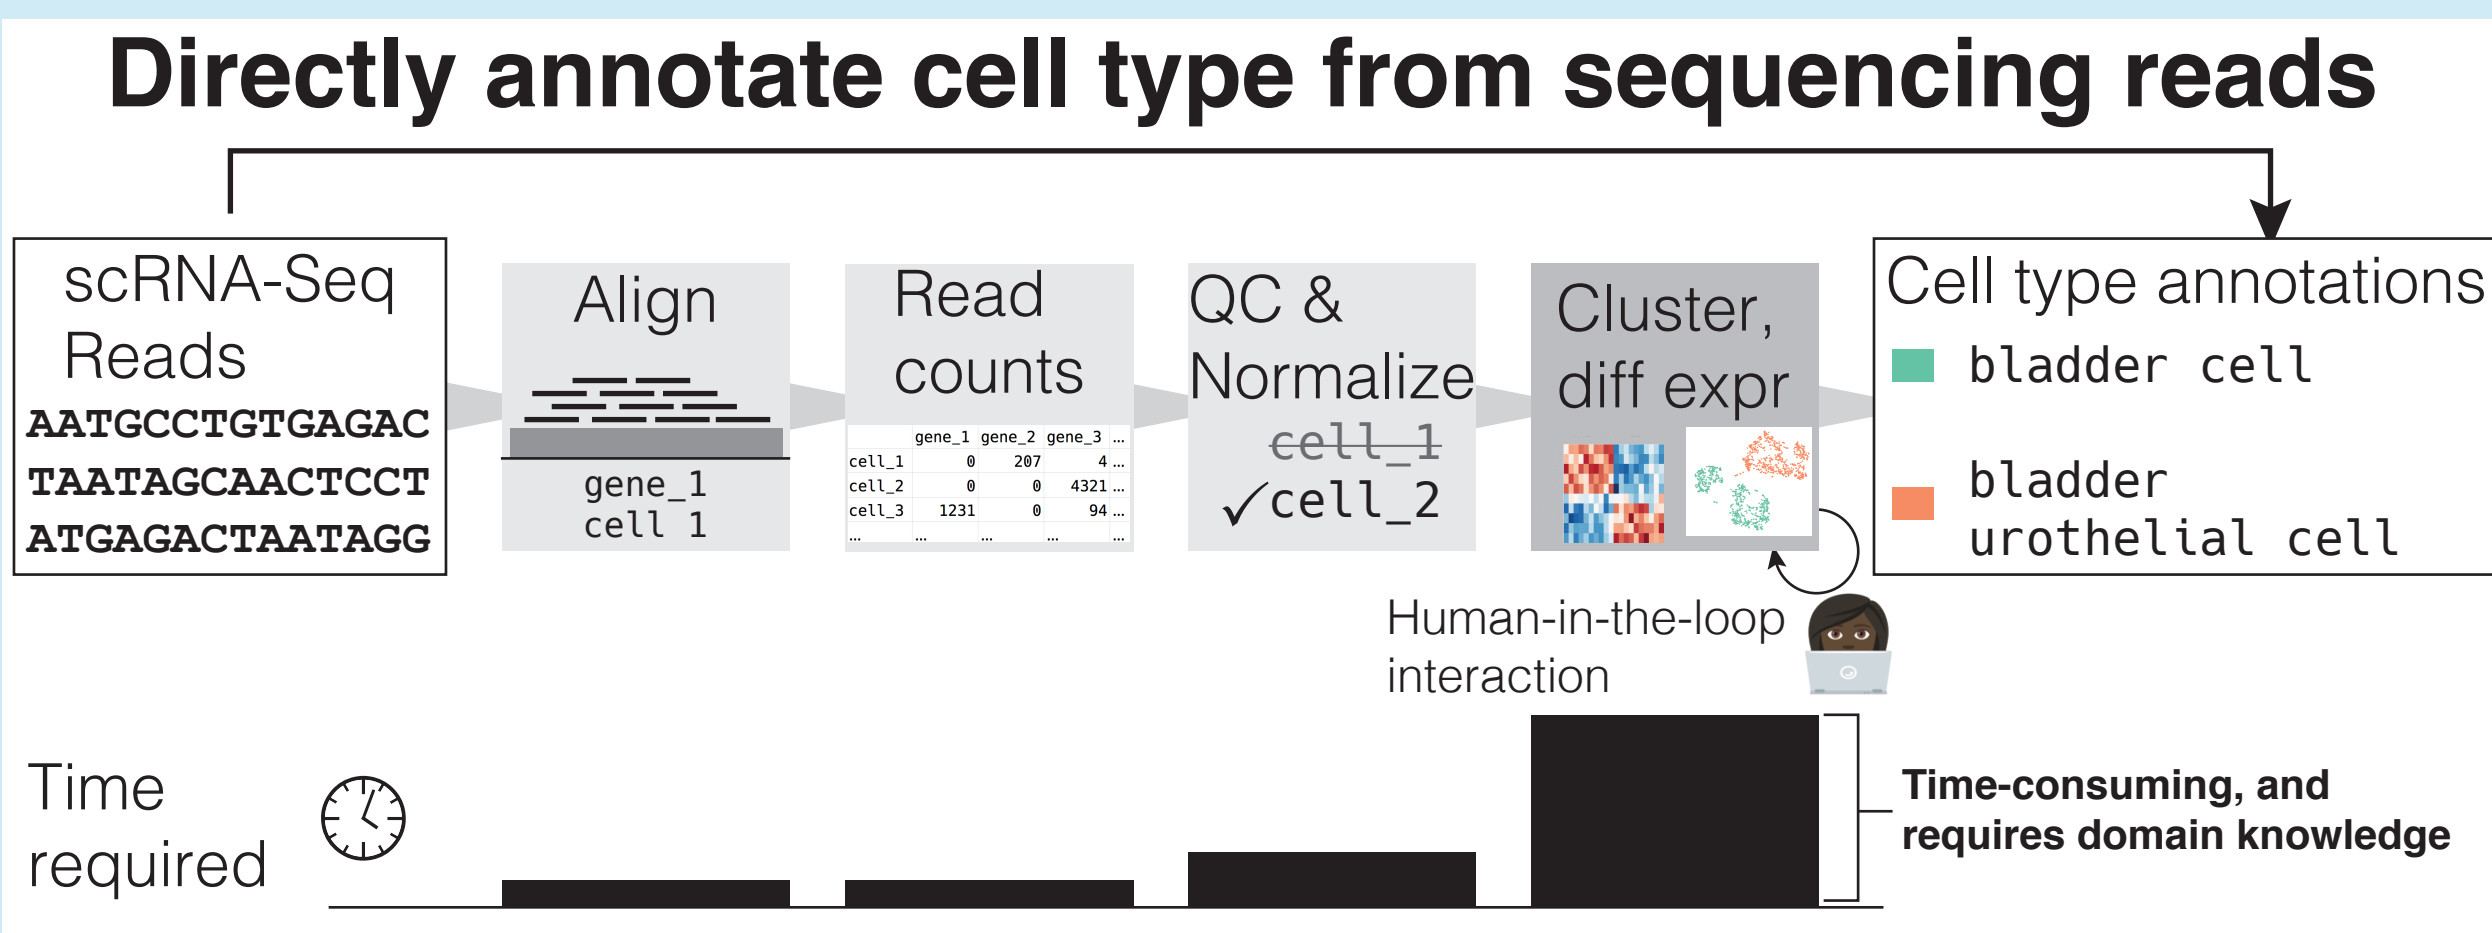 Directly annotate cell type from sequencing reads
scRNA-Seq
Reads
AATGCCTGTGAGAC
TAATAGCAACTCCT
ATGAGACTAATAGG
Align
gene_1
cell 1
Read
counts
gene_1 gene_2 gene_3 ...
cell_1 0 207 4 ...
cell_2 0 0 4321 ...
cell_3 1231 0 94 ...
... ... ... ... ...
QC &
Normalize
cell_1
✓cell_2
Cluster,
diff expr
Cell type annotations
bladder cell
bladder
urothelial cell
Human-in-the-loop
interaction
Time
required
Time-consuming, and
requires domain knowledge